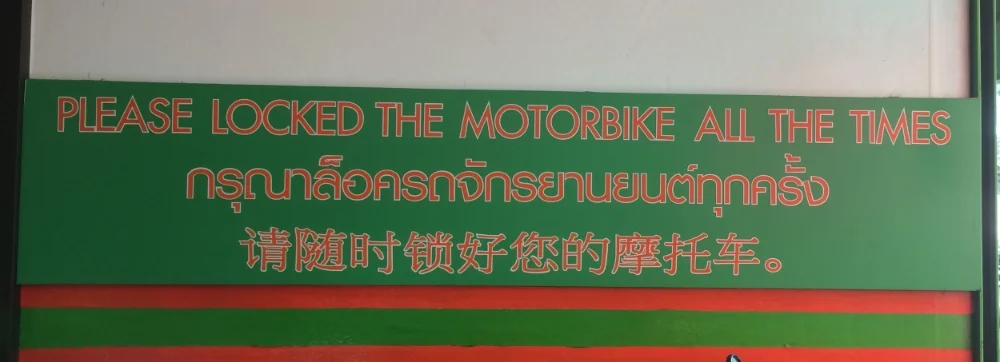 PLEASE LOCKED THE MOTORBIKE ALL THE TIMES
กรุณาล็อครถจักรยานยนต์ทุกครั้ง
请随时锁好您的摩托车。